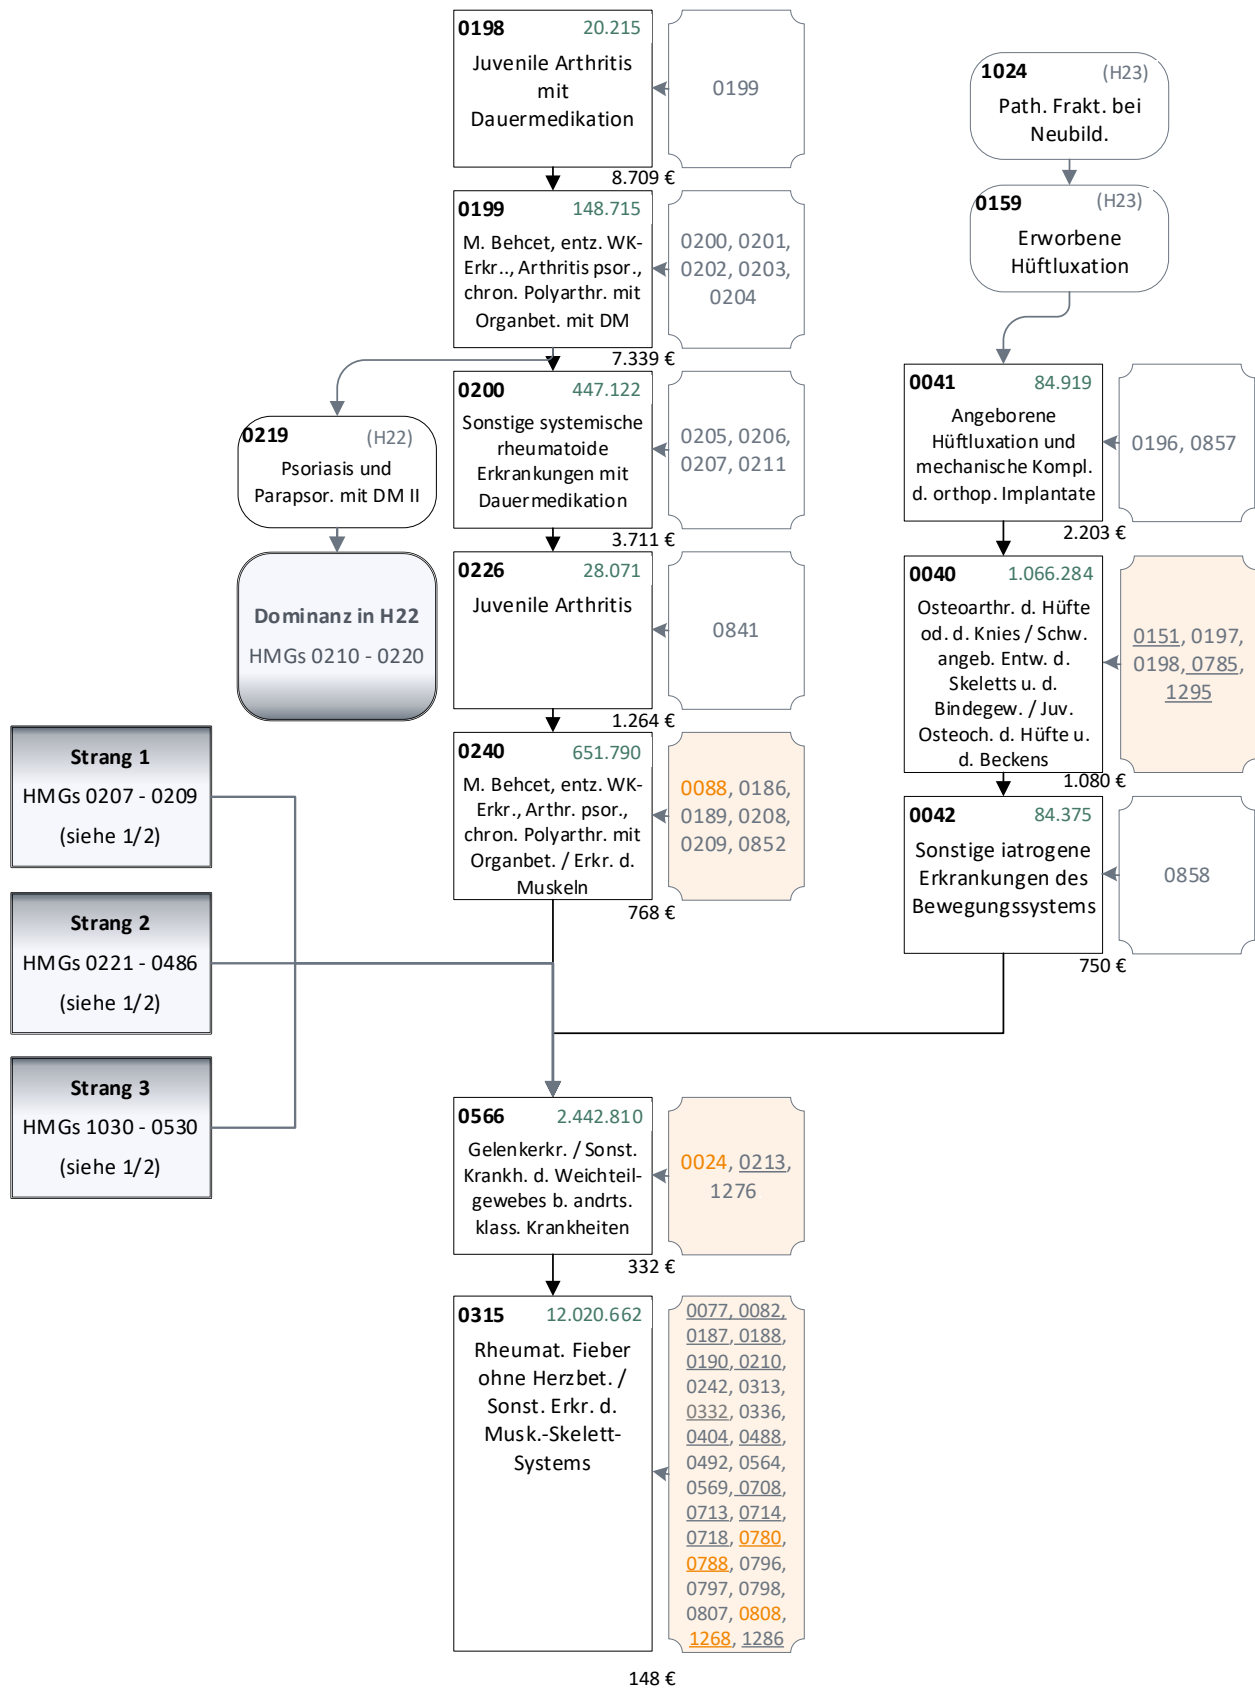 0198 20.215
Juvenile Arthritis
mit
Dauermedikation
0199
8.709 €
0199 148.715
M. Behcet, entz. WK-
Erkr.., Arthritis psor.,
chron. Polyarthr. mit
Organbet. mit DM
0200, 0201,
0202, 0203,
0204
7.339 €
0219 (H22)
Psoriasis und
Parapsor. mit DM II
Dominanz in H22
HMGs 0210 - 0220
0200 447.122
Sonstige systemische
rheumatoide
Erkrankungen mit
Dauermedikation
0205, 0206,
0207, 0211
3.711 €
0226 28.071
Juvenile Arthritis
0841
1.264 €
0240 651.790
M. Behcet, entz. WK-
Erkr., Arthr. psor.,
chron. Polyarthr. mit
Organbet. / Erkr. d.
Muskeln
0088, 0186,
0189, 0208,
0209, 0852
768 €
1024 (H23)
Path. Frakt. bei
Neubild.
0159 (H23)
Erworbene
Hüftluxation
0041 84.919
Angeborene
Hüftluxation und
mechanische Kompl.
d. orthop. Implantate
0196, 0857
2.203 €
0040 1.066.284
Osteoarthr. d. Hüfte
od. d. Knies / Schw.
angeb. Entw. d.
Skeletts u. d.
Bindegew. / Juv.
Osteoch. d. Hüfte u.
d. Beckens
0151, 0197,
0198, 0785,
1295
1.080 €
0042 84.375
Sonstige iatrogene
Erkrankungen des
Bewegungssystems
0858
750 €
Strang 1
HMGs 0207 - 0209
(siehe 1/2)
Strang 2
HMGs 0221 - 0486
(siehe 1/2)
Strang 3
HMGs 1030 - 0530
(siehe 1/2)
0566 2.442.810
Gelenkerkr. / Sonst.
Krankh. d. Weichteil-
gewebes b. andrts.
klass. Krankheiten
0024, 0213,
1276
332 €
0315 12.020.662
Rheumat. Fieber
ohne Herzbet. /
Sonst. Erkr. d.
Musk.-Skelett-
Systems
0077, 0082,
0187, 0188,
0190, 0210,
0242, 0313,
0332, 0336,
0404, 0488,
0492, 0564,
0569, 0708,
0713, 0714,
0718, 0780,
0788, 0796,
0797, 0798,
0807, 0808,
1268, 1286
148 €